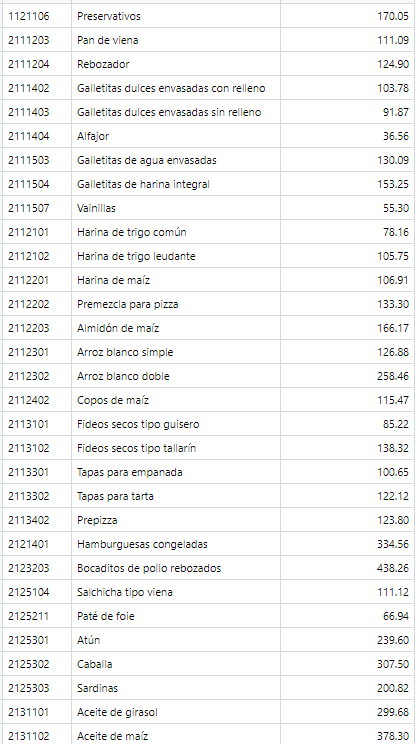 1121106 Preservativos 170.05
2111203 Pan de viena 111.09
2111204 Rebozador 124.90
2111402 Galletitas dulces envasadas con relleno 103.78
2111403 Galletitas dulces envasadas sin relleno 91.87
2111404 Alfajor 36.56
2111503 Galletitas de agua envasadas 130.09
2111504 Galletitas de harina integral 153.25
2111507 Vainillas 55.30
2112101 Harina de trigo común 78.16
2112102 Harina de trigo leudante 105.75
2112201 Harina de maíz 106.91
2112202 Premezcla para pizza 133.30
2112203 Almidón de maíz 166.17
2112301 Arroz blanco simple 126.88
2112302 Arroz blanco doble 258.46
2112402 Copos de maíz 115.47
2113101 Fideos secos tipo guisero 85.22
2113102 Fideos secos tipo tallarín 138.32
2113301 Tapas para empanada 100.65
2113302 Tapas para tarta 122.12
2113402 Prepizza 123.80
2121401 Hamburguesas congeladas 334.56
2123203 Bocaditos de pollo rebozados 438.26
2125104 Salchicha tipo viena 111.12
2125211 Paté de foie 66.94
2125301 Atún 239.60
2125302 Caballa 307.50
2125303 Sardinas 200.82
2131101 Aceite de girasol 299.68
2131102 Aceite de maíz 378.30